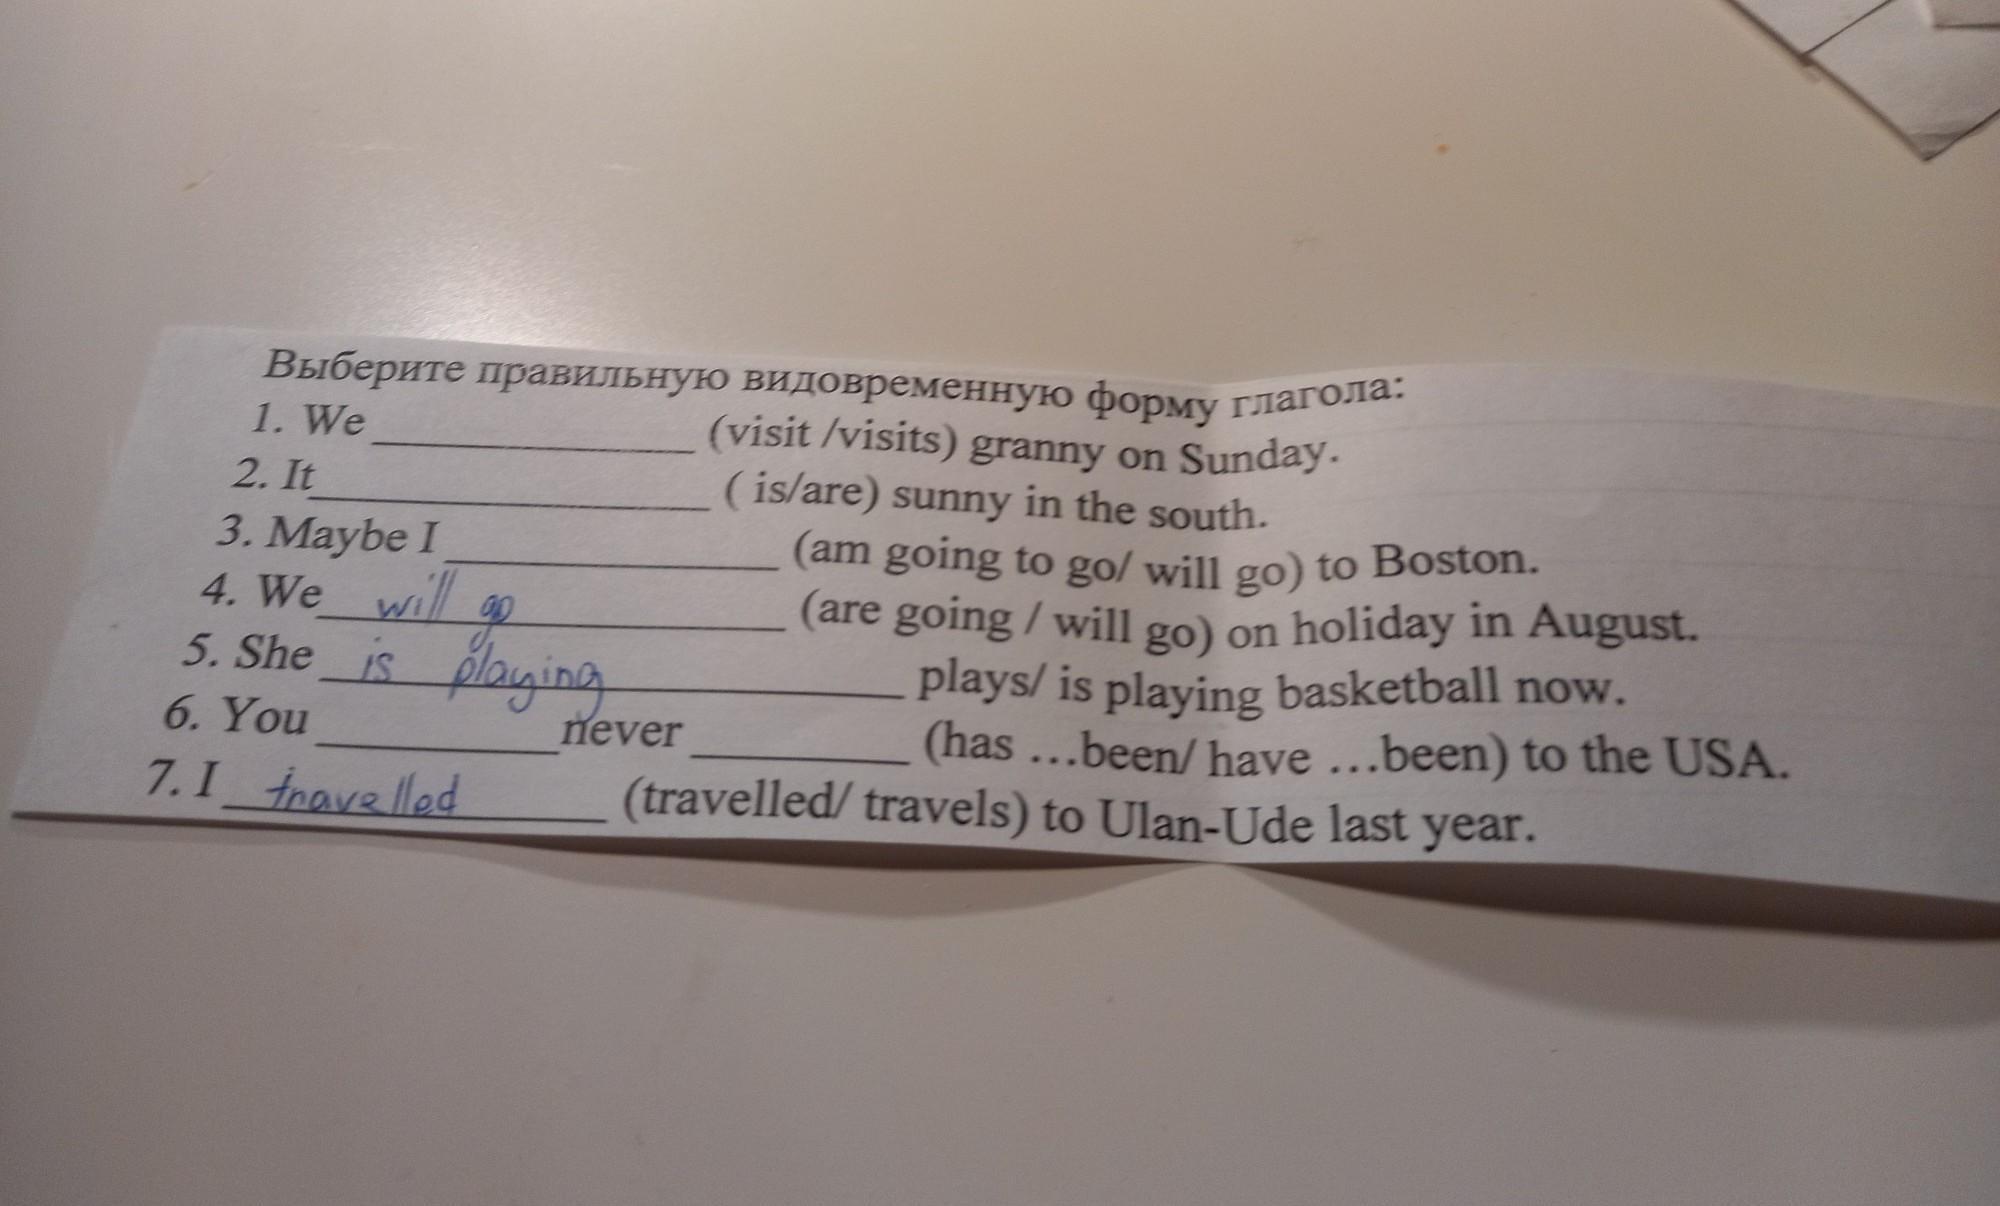 Выберите правильную видовременную форму глагола:
1. We ____________ (visit /visits) granny on Sunday.
2. It ____________ ( is/are) sunny in the south.
3. Maybe I ____________ (am going to go/ will go) to Boston.
4. We will go (are going / will go) on holiday in August.
5. She is playing plays/ is playing basketball now.
6. You ________ never ________ (has ...been/ have ...been) to the USA.
7. I travelled (travelled/ travels) to Ulan-Ude last year.